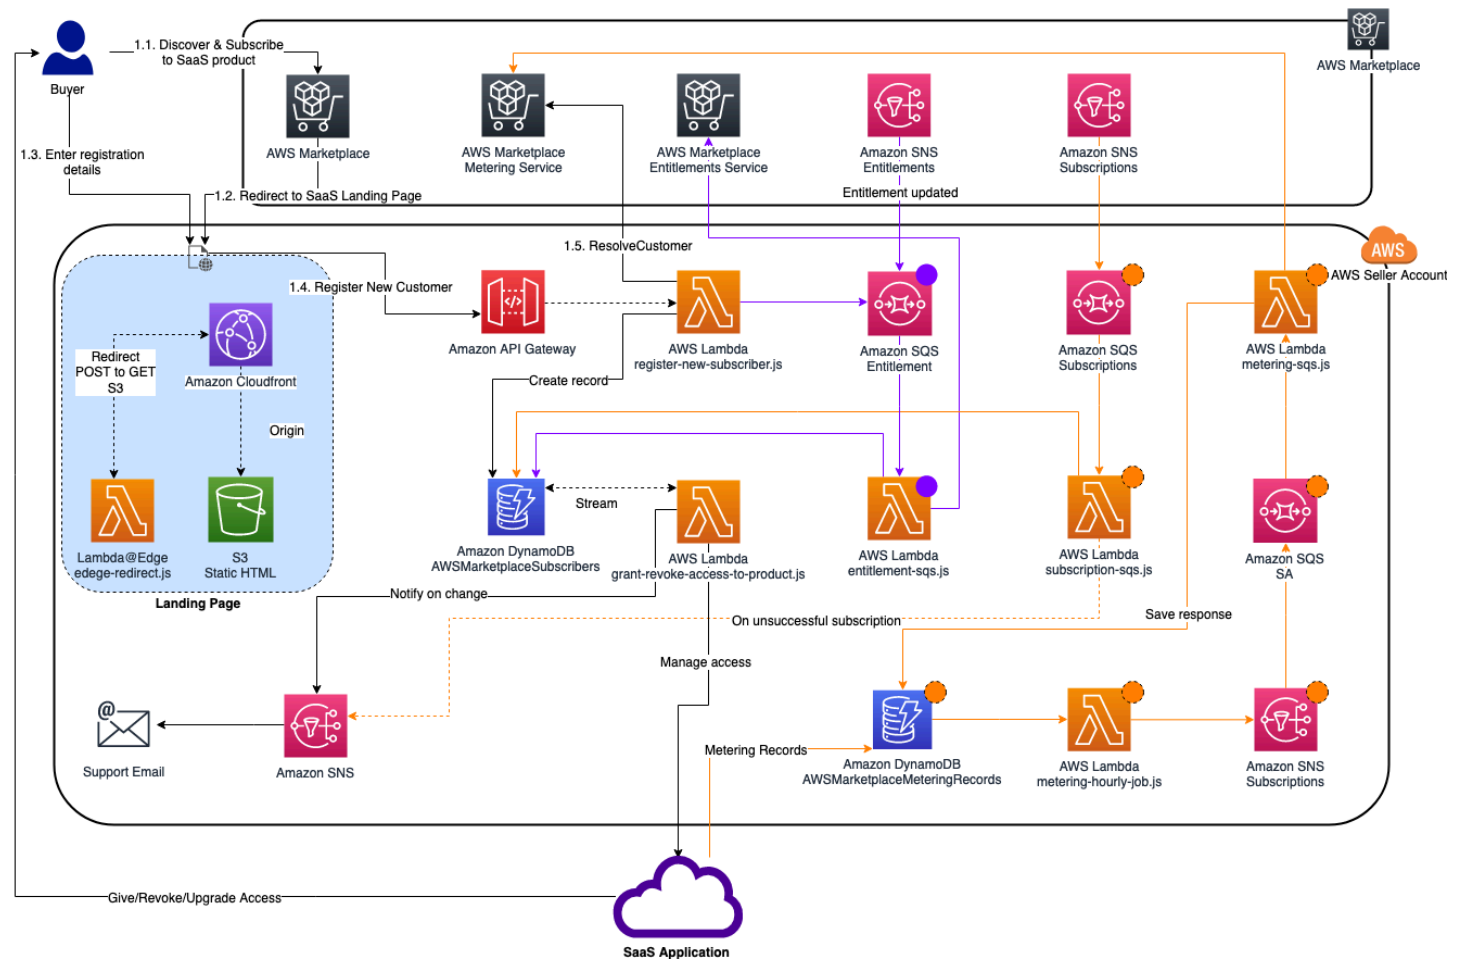 1.1. Discover & Subscribe
to SaaS product
AWS Marketplace
Buyer
AWS Marketplace
AWS Marketplace
Metering Service
AWS Marketplace
Entitlements Service
Amazon SNS
Entitlements
Amazon SNS
Subscriptions
1.3. Enter registration
details
1.2. Redirect to SaaS Landing Page
Entitlement updated
1.5. ResolveCustomer
AWS
AWS Seller Account
1.4. Register New Customer
Amazon API Gateway
AWS Lambda
register-new-subscriber.js
Amazon SQS
Entitlement
Amazon SQS
Subscriptions
AWS Lambda
metering-sqs.js
Redirect
POST to GET
S3
Amazon Cloudfront
Create record
Origin
Stream
Lambda@Edge
edege-redirect.js
S3
Static HTML
Landing Page
Amazon DynamoDB
AWSMarketplaceSubscribers
AWS Lambda
grant-revoke-access-to-product.js
AWS Lambda
entitlement-sqs.js
AWS Lambda
subscription-sqs.js
Amazon SQS
SA
Notify on change
On unsuccessful subscription
Save response
Manage access
@
Support Email
Amazon SNS
Metering Records
Amazon DynamoDB
AWSMarketplaceMeteringRecords
AWS Lambda
metering-hourly-job.js
Amazon SNS
Subscriptions
Give/Revoke/Upgrade Access
SaaS Application